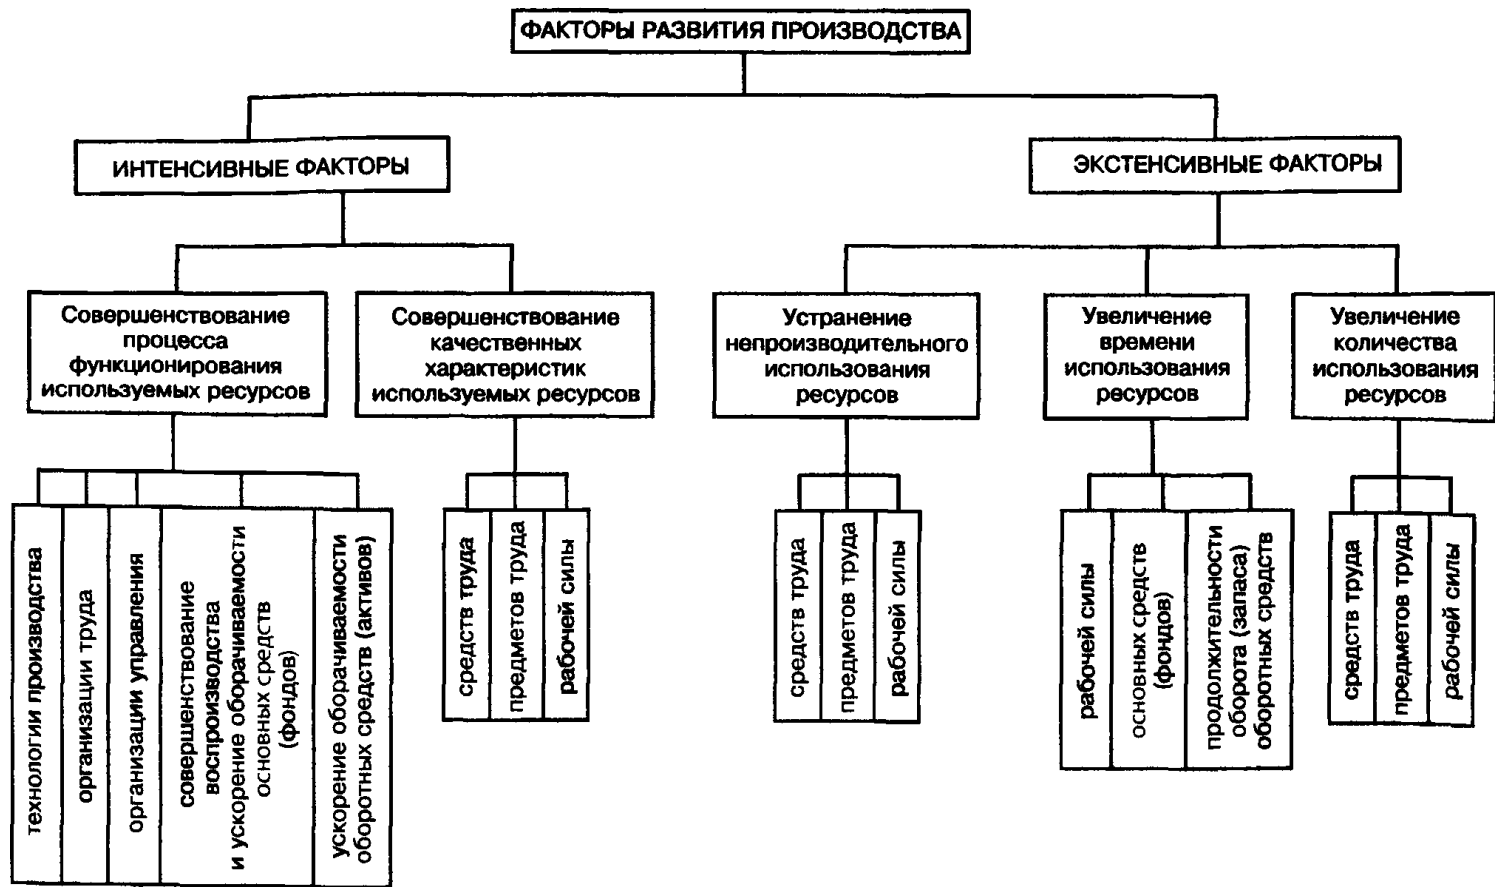 ФАКТОРЫ РАЗВИТИЯ ПРОИЗВОДСТВА
ИНТЕНСИВНЫЕ ФАКТОРЫ
ЭКСТЕНСИВНЫЕ ФАКТОРЫ
Совершенствование
процесса
функционирования
используемых ресурсов
Совершенствование
качественных
характеристик
используемых ресурсов
Устранение
непроизводительного
использования
ресурсов
Увеличение
времени
использования
ресурсов
Увеличение
количества
использования
ресурсов
технологии производства
организации труда
организации управления
совершенствование
воспроизводства
и ускорение оборачиваемости
основных средств
(фондов)
ускорение оборачиваемости
оборотных средств (активов)
средств труда
предметов труда
рабочей силы
средств труда
предметов труда
рабочей силы
рабочей силы
основных средств
(фондов)
продолжительности
оборота (запаса)
оборотных средств
средств труда
предметов труда
рабочей силы